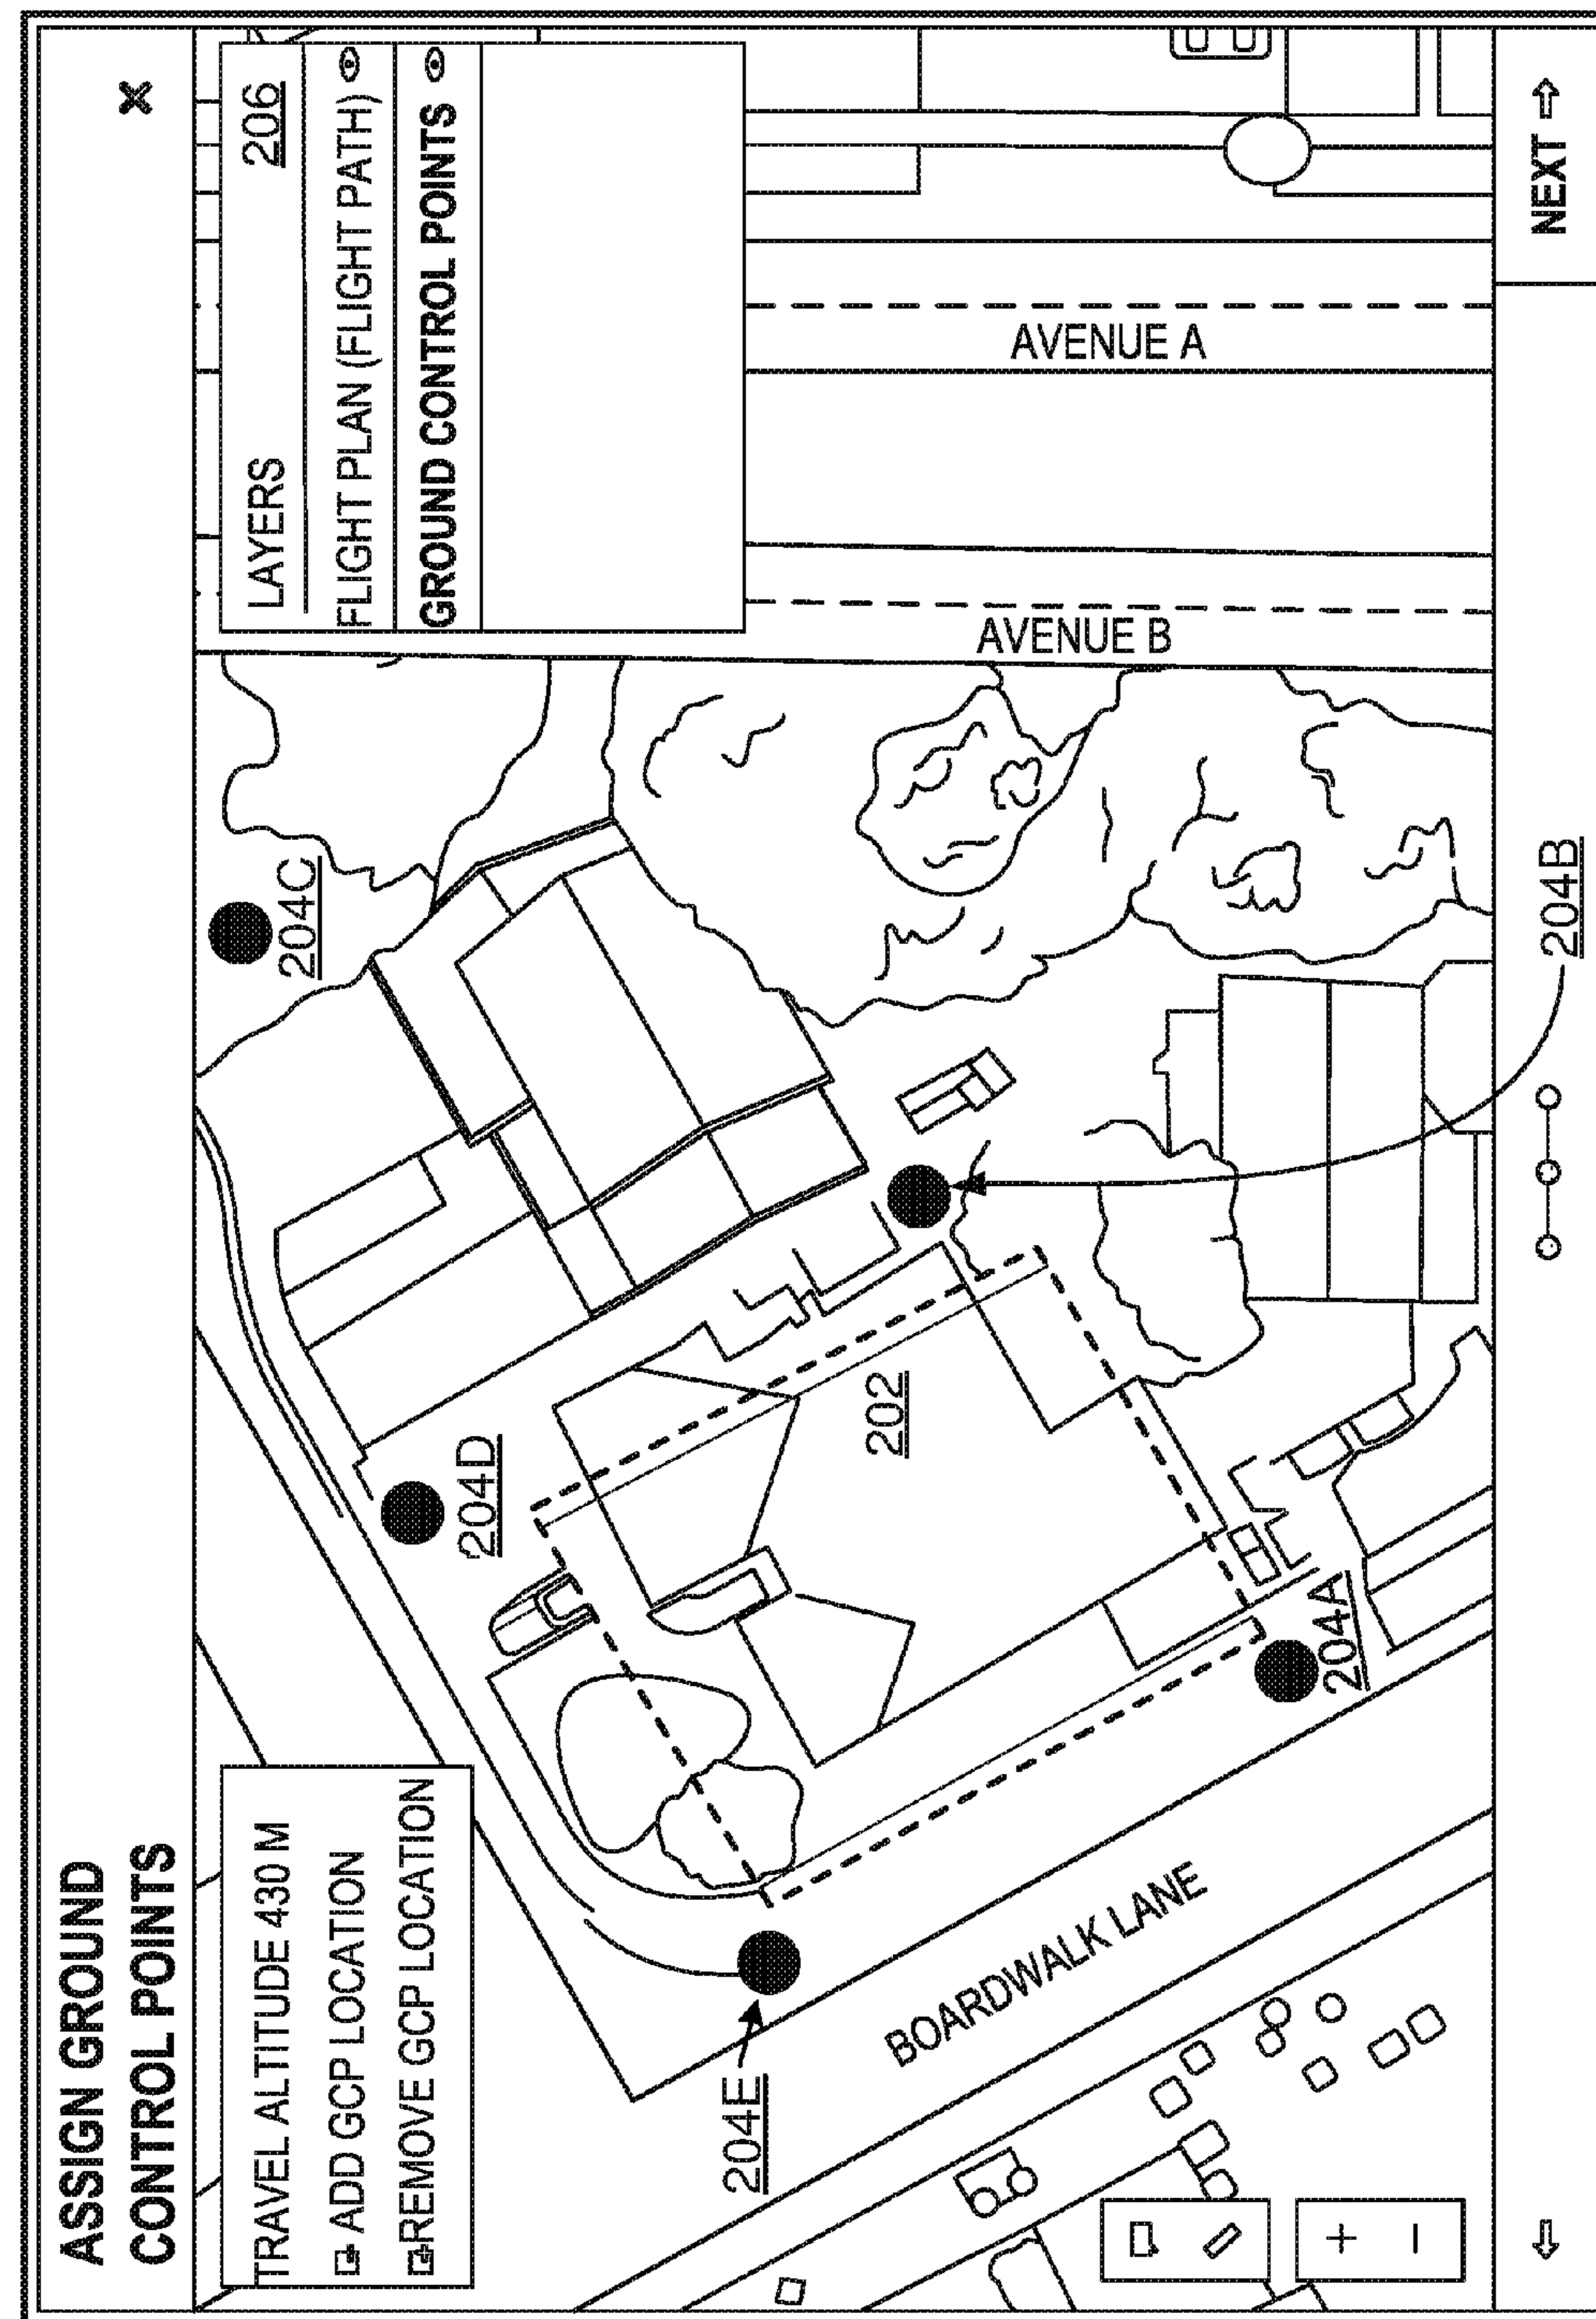 ASSIGN GROUND
CONTROL POINTS
X
TRAVEL ALTITUDE 430 M
ADD GCP LOCATION
REMOVE GCP LOCATION
LAYERS 206
FLIGHT PLAN (FLIGHT PATH)
GROUND CONTROL POINTS
204C
204D
204E
202
204A
204B
BOARDWALK LANE
AVENUE B
AVENUE A
+
−
NEXT